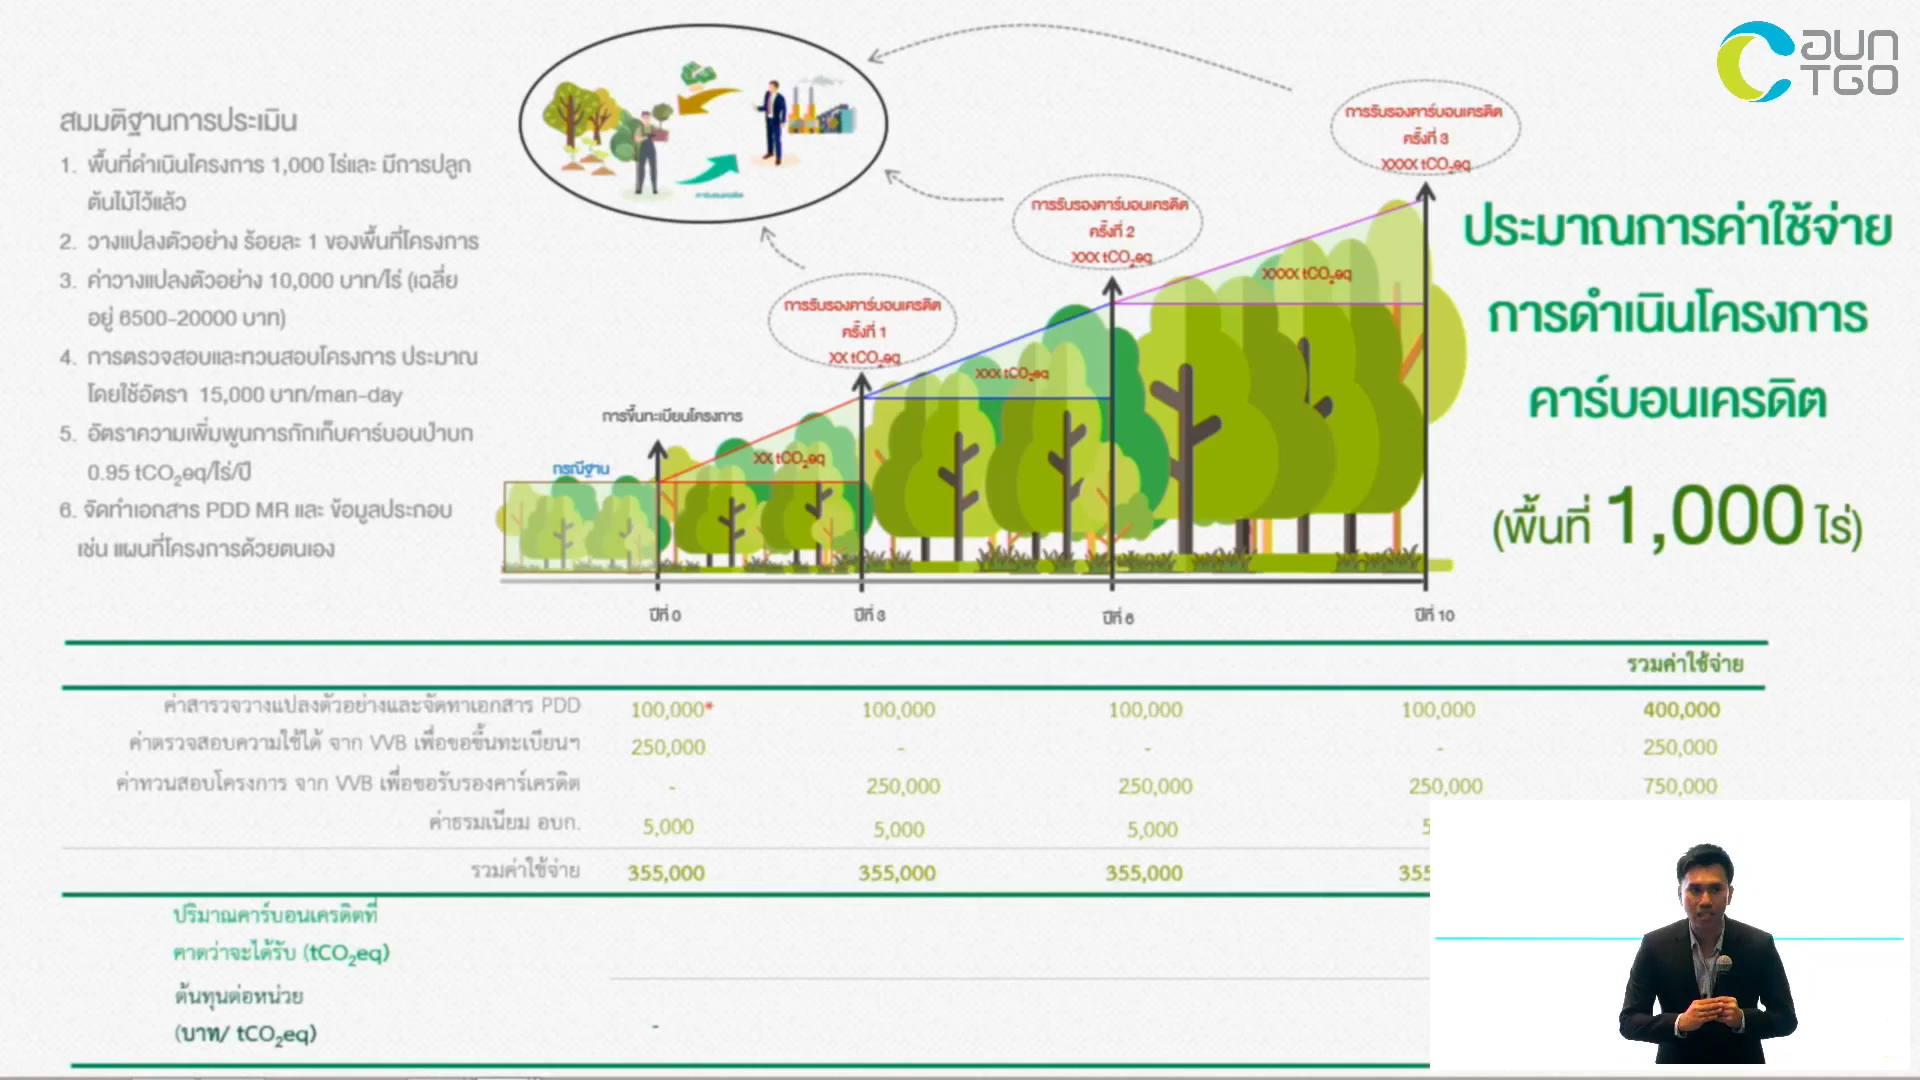 อบก
TGO
สมมติฐานการประเมิน
1. พื้นที่ดำเนินโครงการ 1,000 ไร่และ มีการปลูก
ต้นไม้ไว้แล้ว
2. วางแปลงตัวอย่าง ร้อยละ 1 ของพื้นที่โครงการ
3. ค่าวางแปลงตัวอย่าง 10,000 บาท/ไร่ (เฉลี่ย
อยู่ 6500-20000 บาท)
4. การตรวจสอบและทวนสอบโครงการ ประมาณ
โดยใช้อัตรา 15,000 บาท/man-day
5. อัตราความเพิ่มพูนการกักเก็บคาร์บอนป่าบก
0.95 tCO2eq/ไร่/ปี
6. จัดทำเอกสาร PDD MR และ ข้อมูลประกอบ
เช่น แผนที่โครงการด้วยตนเอง
การรับรองคาร์บอนเครดิต
ครั้งที่ 3
XXXX tCO2eq
การรับรองคาร์บอนเครดิต
ครั้งที่ 2
XXX tCO2eq
การรับรองคาร์บอนเครดิต
ครั้งที่ 1
XX tCO2eq
XXXX tCO2eq
XXX tCO2eq
XX tCO2eq
การขึ้นทะเบียนโครงการ
กรณีฐาน
ปีที่ 0 ปีที่ 3 ปีที่ 6 ปีที่ 10
ประมาณการค่าใช้จ่าย
การดำเนินโครงการ
คาร์บอนเครดิต
(พื้นที่ 1,000 ไร่)
รวมค่าใช้จ่าย
ค่าสำรวจวางแปลงตัวอย่างและจัดทำเอกสาร PDD 100,000* 100,000 100,000 100,000 400,000
ค่าตรวจสอบความใช้ได้ จาก VVB เพื่อขอขึ้นทะเบียนฯ 250,000 - - - 250,000
ค่าทวนสอบโครงการ จาก VVB เพื่อขอรับรองคาร์เครดิต - 250,000 250,000 250,000 750,000
ค่าธรรมเนียม อบก. 5,000 5,000 5,000 5
รวมค่าใช้จ่าย 355,000 355,000 355,000 355
ปริมาณคาร์บอนเครดิตที่
คาดว่าจะได้รับ (tCO2eq)
ต้นทุนต่อหน่วย
(บาท/ tCO2eq) -